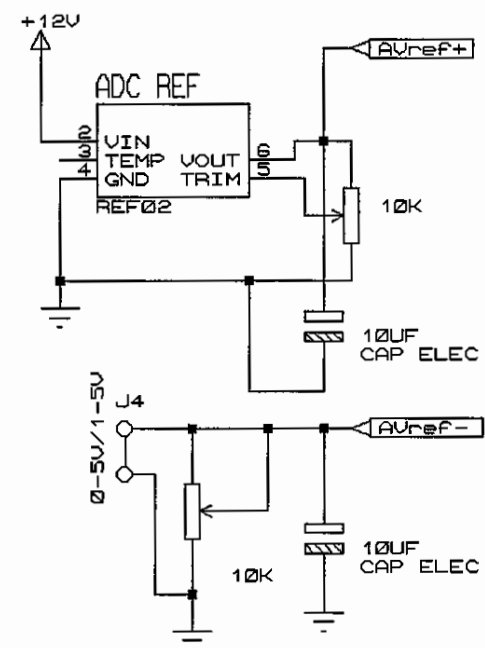 +12V
AVref+
ADC REF
2 VIN
3 TEMP VOUT 6
4 GND TRIM 5
REF02
10K
10UF
CAP ELEC
0-5V/1-5V
J4
AVref-
10K
10UF
CAP ELEC